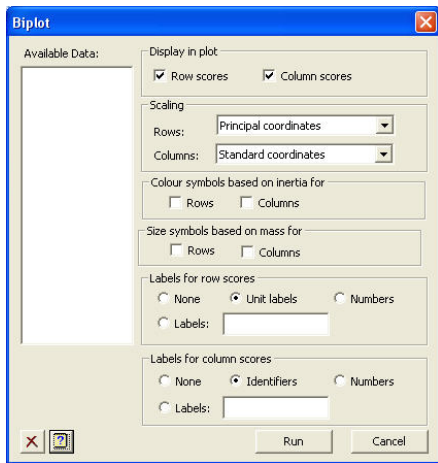 Biplot
Available Data:
Display in plot
Row scores Column scores
Scaling
Rows: Principal coordinates
Columns: Standard coordinates
Colour symbols based on inertia for
Rows Columns
Size symbols based on mass for
Rows Columns
Labels for row scores
None Unit labels Numbers
Labels:
Labels for column scores
None Identifiers Numbers
Labels:
Run Cancel